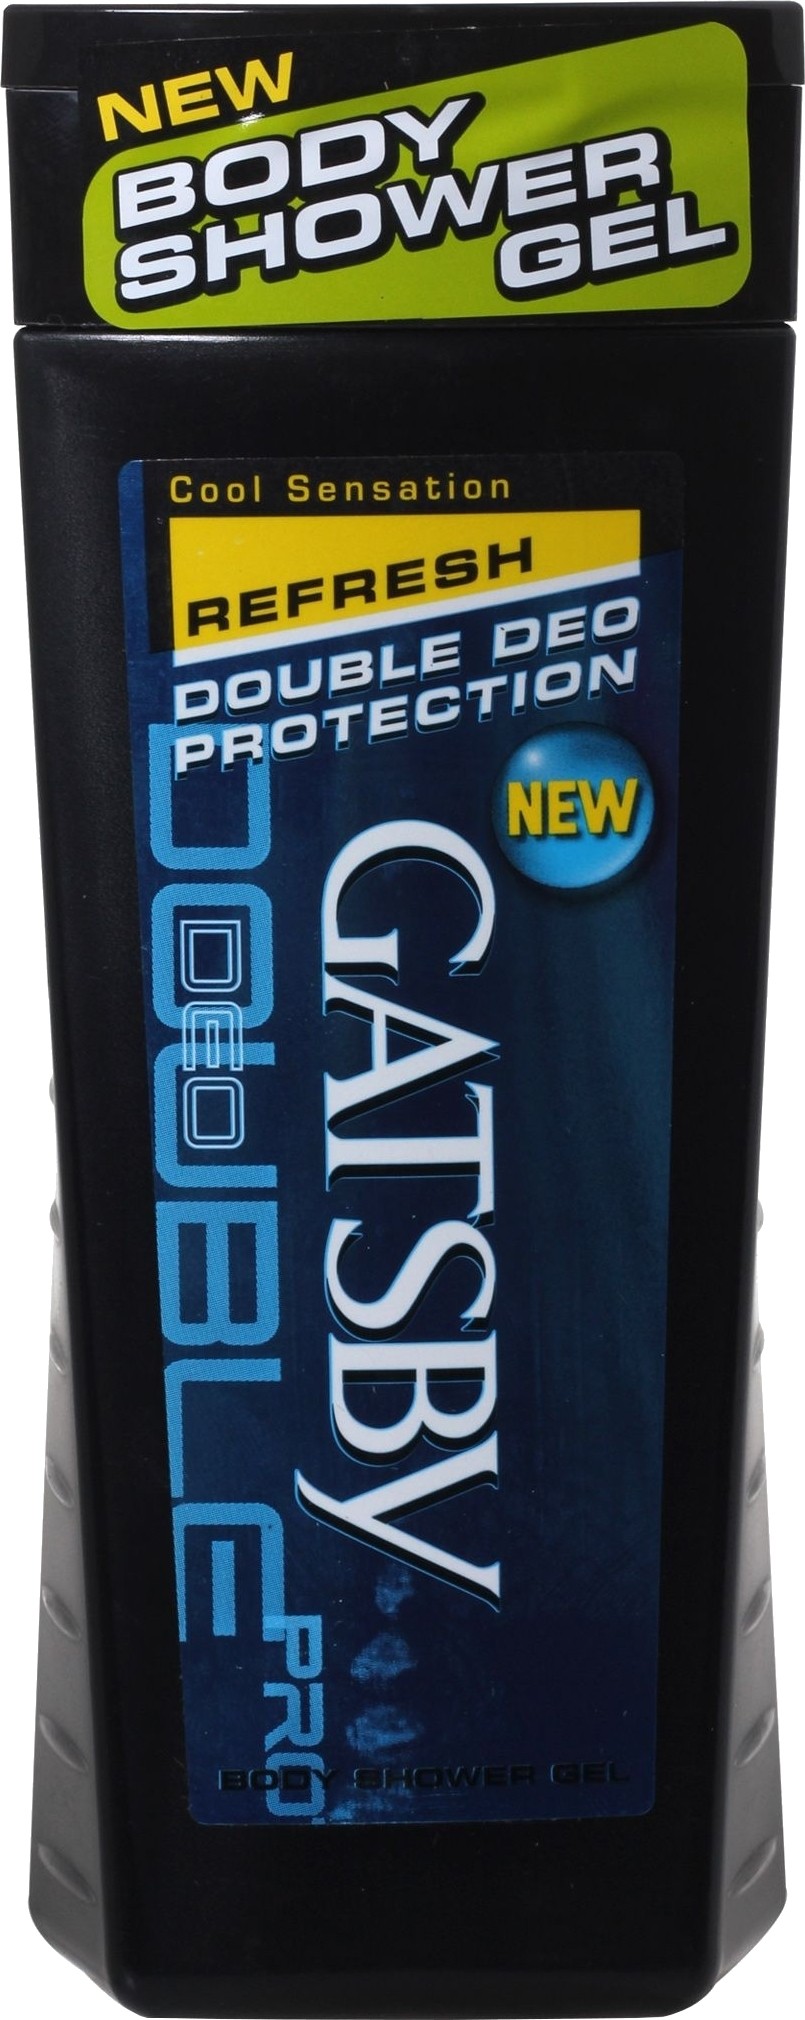 NEW
BODY
SHOWER
GEL
Cool Sensation
REFRESH
DOUBLE DEO
PROTECTION
NEW
GATSBY
DOUBLE
DEO
PRO
BODY SHOWER GEL